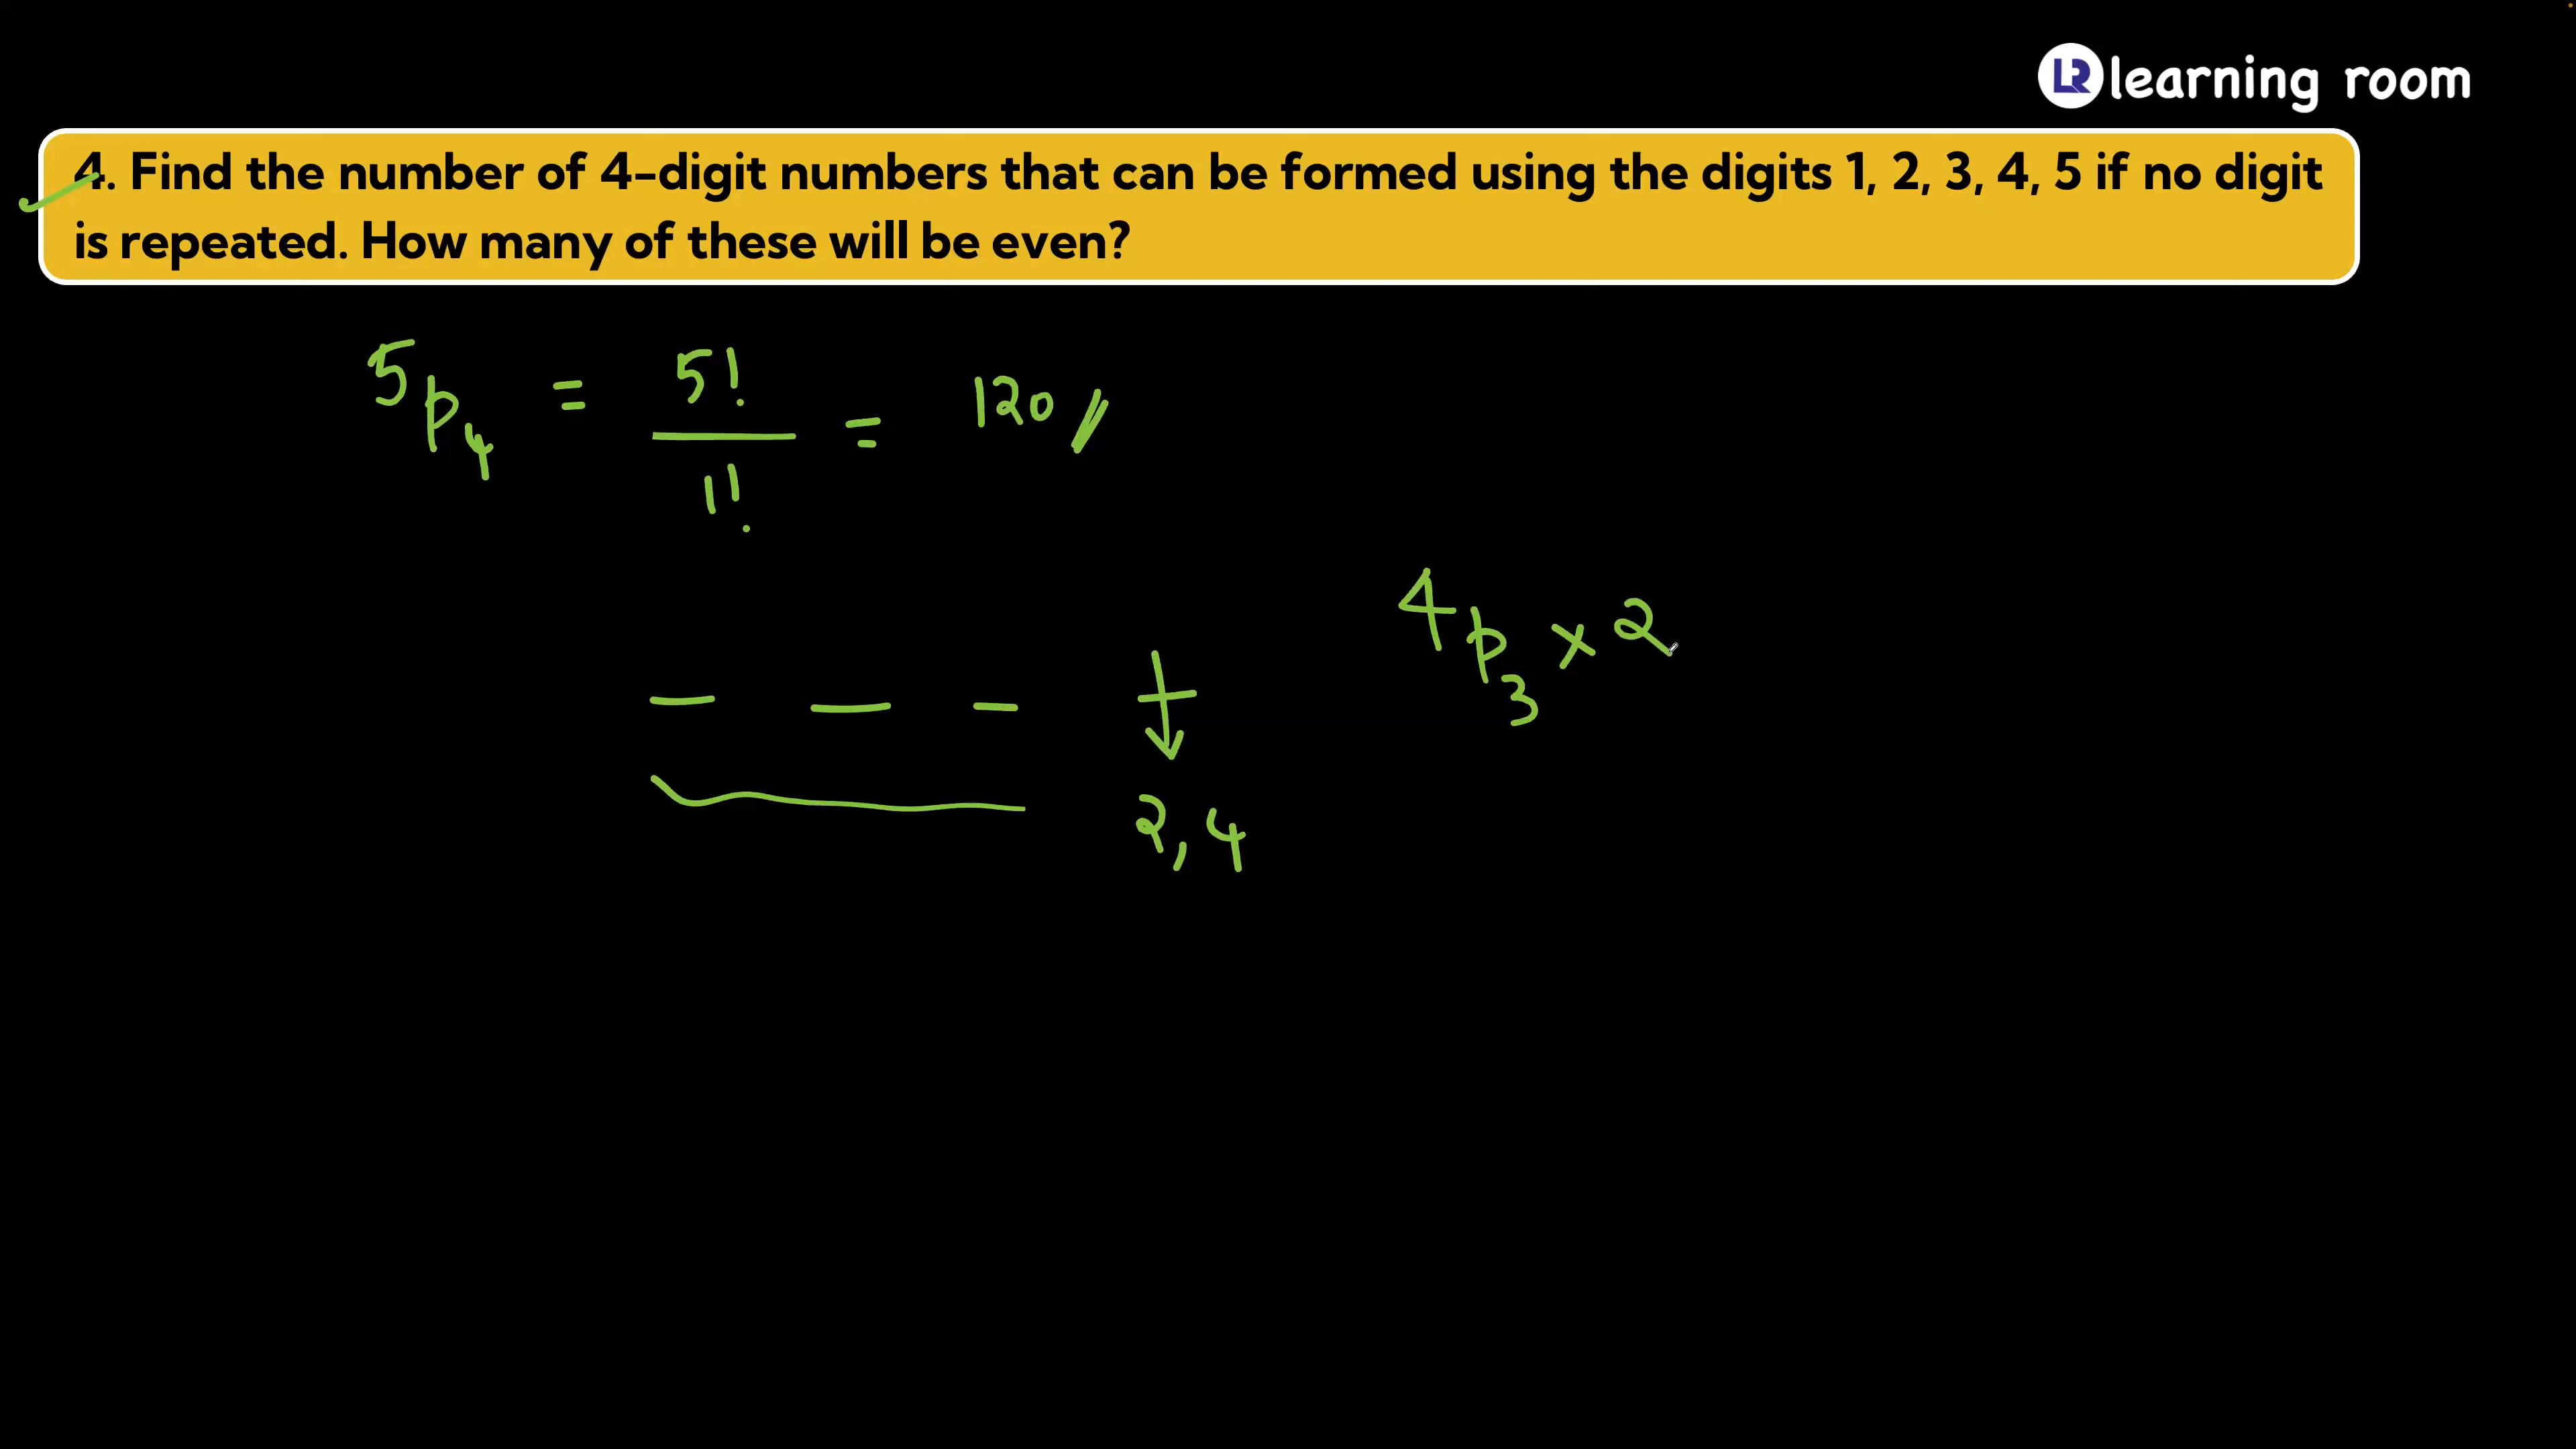 LR learning room
4. Find the number of 4-digit numbers that can be formed using the digits 1, 2, 3, 4, 5 if no digit
is repeated. How many of these will be even?
5P4 = 5!/1! = 120 //
4P3 × 2
2, 4